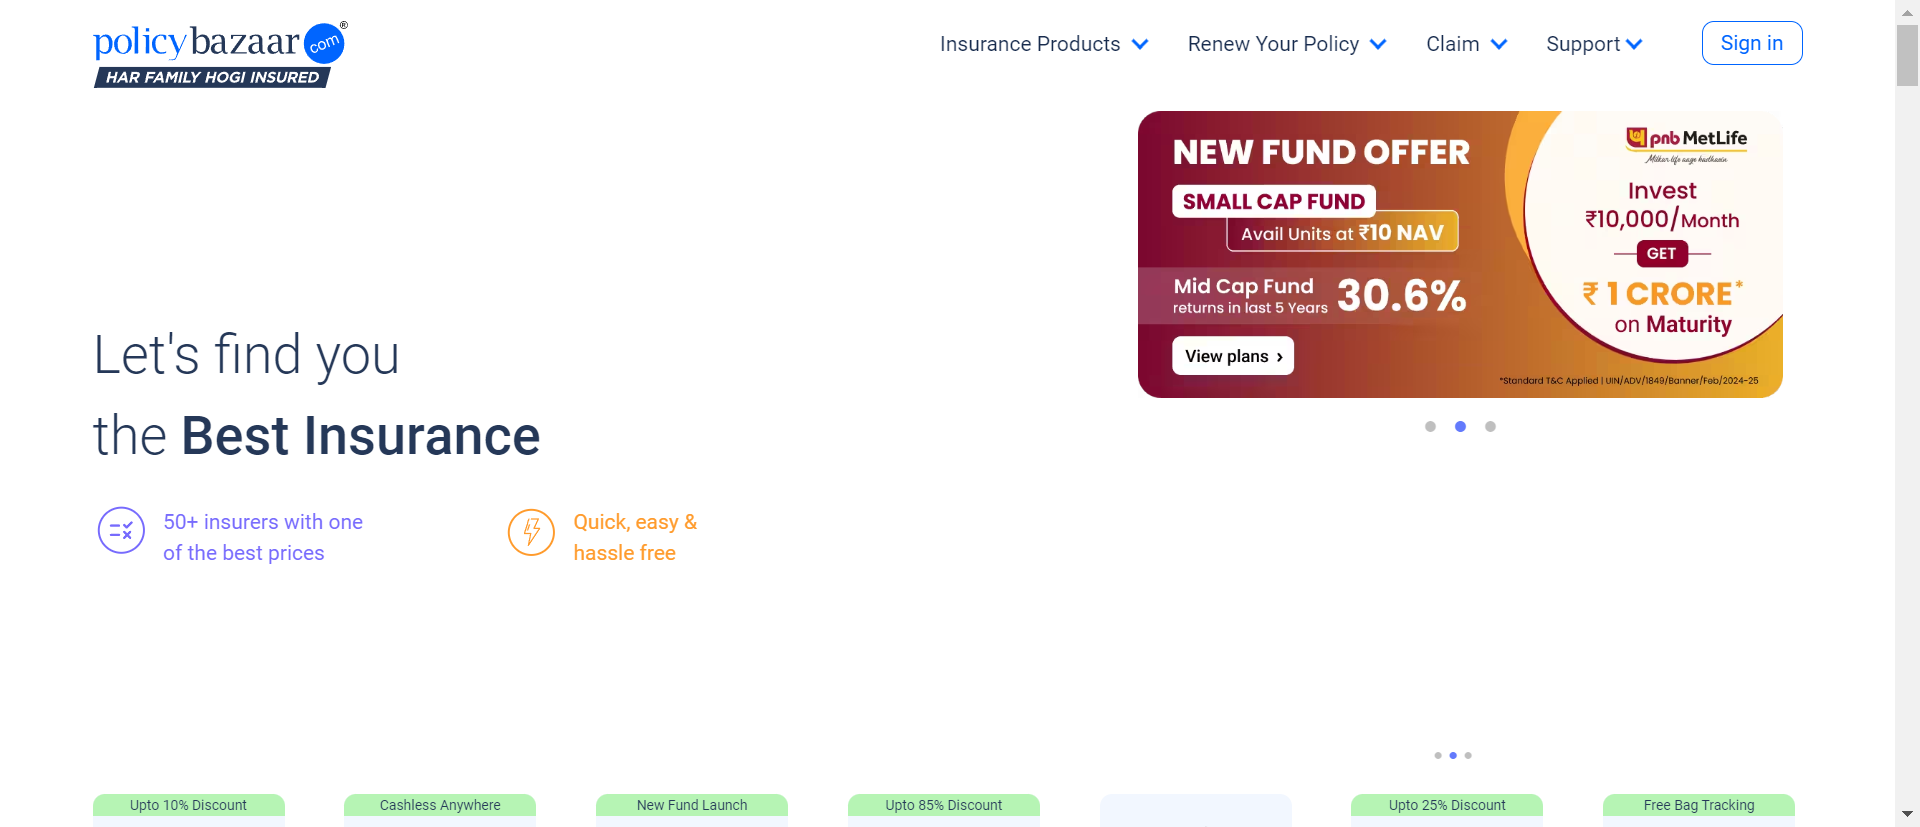 policybazaar com ®
HAR FAMILY HOGI INSURED
Insurance Products
Renew Your Policy
Claim
Support
Sign in
NEW FUND OFFER
SMALL CAP FUND
Avail Units at ₹10 NAV
Mid Cap Fund
returns in last 5 Years
30.6%
View plans ›
pnb MetLife
Milkar life aage badhaein
Invest
₹10,000/Month
GET
₹ 1 CRORE*
on Maturity
*Standard T&C Applied | UIN/ADV/1849/Banner/Feb/2024-25
Let's find you
the Best Insurance
50+ insurers with one
of the best prices
Quick, easy &
hassle free
Upto 10% Discount
Cashless Anywhere
New Fund Launch
Upto 85% Discount
Upto 25% Discount
Free Bag Tracking